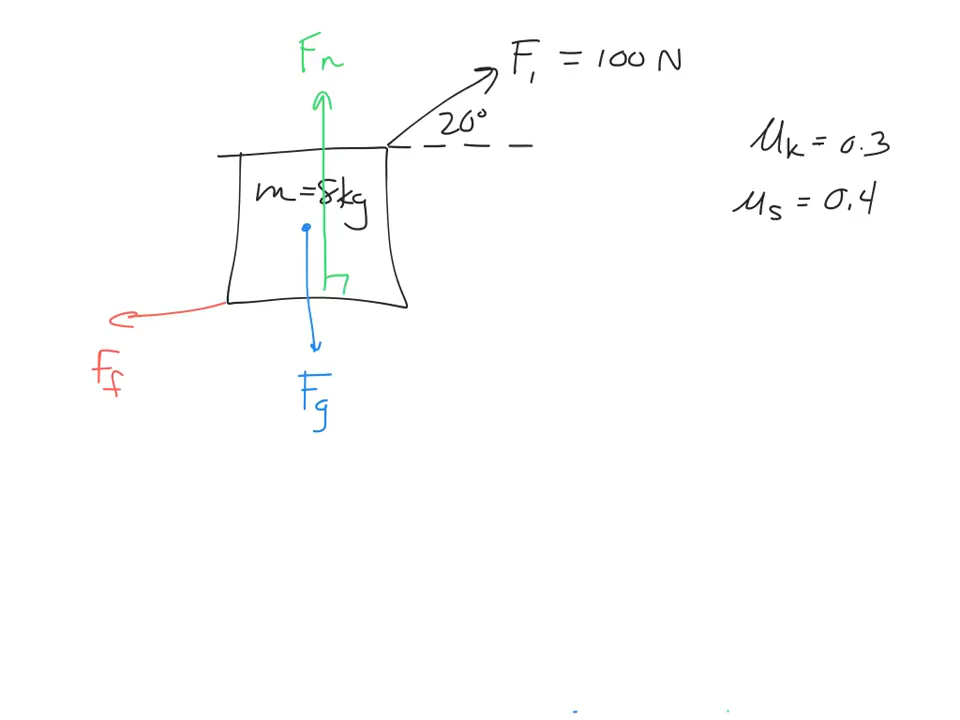 Fn
F₁ = 100 N
20°
μk = 0.3
m = 8kg
μs = 0.4
Ff
Fg